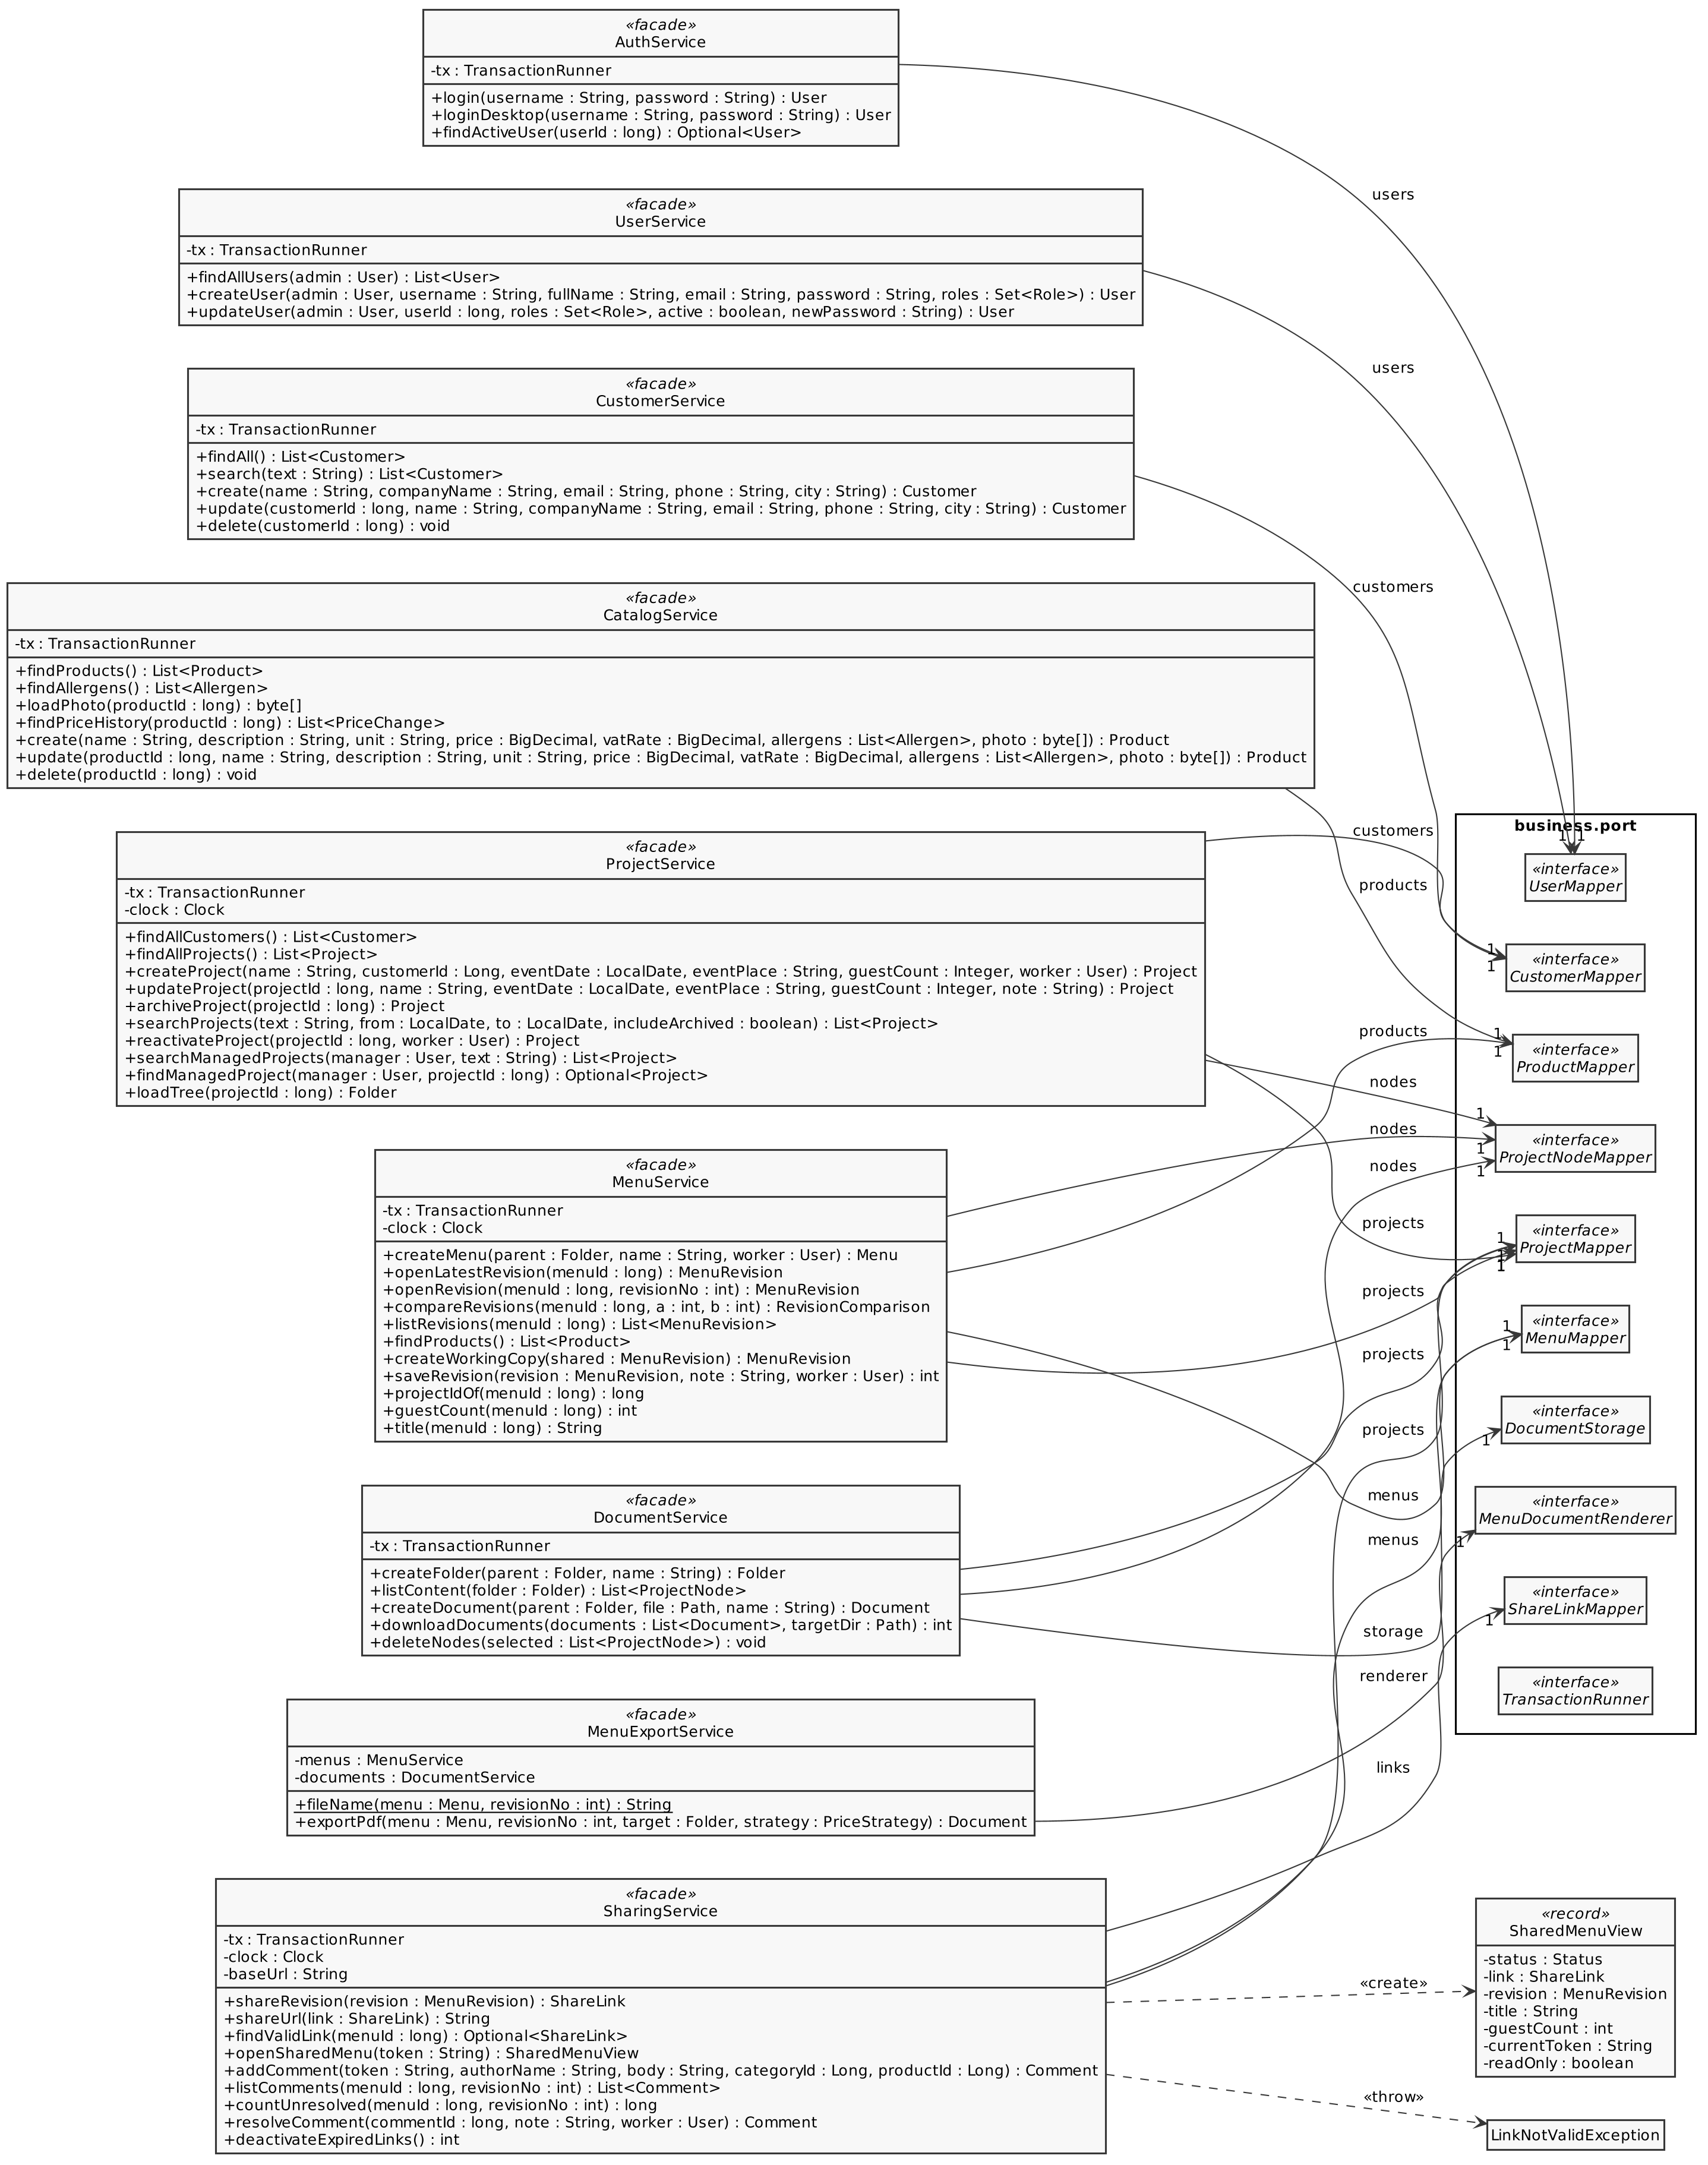 «facade»
AuthService
-tx : TransactionRunner
+login(username : String, password : String) : User
+loginDesktop(username : String, password : String) : User
+findActiveUser(userId : long) : Optional<User>
users
«facade»
UserService
-tx : TransactionRunner
+findAllUsers(admin : User) : List<User>
+createUser(admin : User, username : String, fullName : String, email : String, password : String, roles : Set<Role>) : User
+updateUser(admin : User, userId : long, roles : Set<Role>, active : boolean, newPassword : String) : User
users
«facade»
CustomerService
-tx : TransactionRunner
+findAll() : List<Customer>
+search(text : String) : List<Customer>
+create(name : String, companyName : String, email : String, phone : String, city : String) : Customer
+update(customerId : long, name : String, companyName : String, email : String, phone : String, city : String) : Customer
+delete(customerId : long) : void
customers
«facade»
CatalogService
-tx : TransactionRunner
+findProducts() : List<Product>
+findAllergens() : List<Allergen>
+loadPhoto(productId : long) : byte[]
+findPriceHistory(productId : long) : List<PriceChange>
+create(name : String, description : String, unit : String, price : BigDecimal, vatRate : BigDecimal, allergens : List<Allergen>, photo : byte[]) : Product
+update(productId : long, name : String, description : String, unit : String, price : BigDecimal, vatRate : BigDecimal, allergens : List<Allergen>, photo : byte[]) : Product
+delete(productId : long) : void
products
«facade»
ProjectService
-tx : TransactionRunner
-clock : Clock
+findAllCustomers() : List<Customer>
+findAllProjects() : List<Project>
+createProject(name : String, customerId : Long, eventDate : LocalDate, eventPlace : String, guestCount : Integer, worker : User) : Project
+updateProject(projectId : long, name : String, eventDate : LocalDate, eventPlace : String, guestCount : Integer, note : String) : Project
+archiveProject(projectId : long) : Project
+searchProjects(text : String, from : LocalDate, to : LocalDate, includeArchived : boolean) : List<Project>
+reactivateProject(projectId : long, worker : User) : Project
+searchManagedProjects(manager : User, text : String) : List<Project>
+findManagedProject(manager : User, projectId : long) : Optional<Project>
+loadTree(projectId : long) : Folder
customers
nodes
projects
«facade»
MenuService
-tx : TransactionRunner
-clock : Clock
+createMenu(parent : Folder, name : String, worker : User) : Menu
+openLatestRevision(menuId : long) : MenuRevision
+openRevision(menuId : long, revisionNo : int) : MenuRevision
+compareRevisions(menuId : long, a : int, b : int) : RevisionComparison
+listRevisions(menuId : long) : List<MenuRevision>
+findProducts() : List<Product>
+createWorkingCopy(shared : MenuRevision) : MenuRevision
+saveRevision(revision : MenuRevision, note : String, worker : User) : int
+projectIdOf(menuId : long) : long
+guestCount(menuId : long) : int
+title(menuId : long) : String
products
nodes
projects
menus
«facade»
DocumentService
-tx : TransactionRunner
+createFolder(parent : Folder, name : String) : Folder
+listContent(folder : Folder) : List<ProjectNode>
+createDocument(parent : Folder, file : Path, name : String) : Document
+downloadDocuments(documents : List<Document>, targetDir : Path) : int
+deleteNodes(selected : List<ProjectNode>) : void
nodes
projects
storage
«facade»
MenuExportService
-menus : MenuService
-documents : DocumentService
+fileName(menu : Menu, revisionNo : int) : String
+exportPdf(menu : Menu, revisionNo : int, target : Folder, strategy : PriceStrategy) : Document
renderer
«facade»
SharingService
-tx : TransactionRunner
-clock : Clock
-baseUrl : String
+shareRevision(revision : MenuRevision) : ShareLink
+shareUrl(link : ShareLink) : String
+findValidLink(menuId : long) : Optional<ShareLink>
+openSharedMenu(token : String) : SharedMenuView
+addComment(token : String, authorName : String, body : String, categoryId : Long, productId : Long) : Comment
+listComments(menuId : long, revisionNo : int) : List<Comment>
+countUnresolved(menuId : long, revisionNo : int) : long
+resolveComment(commentId : long, note : String, worker : User) : Comment
+deactivateExpiredLinks() : int
projects
menus
links
«create»
«throw»
business.port
1
1
«interface»
UserMapper
1
1
«interface»
CustomerMapper
1
1
«interface»
ProductMapper
1
1
1
«interface»
ProjectNodeMapper
1
1
1
1
«interface»
ProjectMapper
1
1
«interface»
MenuMapper
1
«interface»
DocumentStorage
1
«interface»
MenuDocumentRenderer
1
«interface»
ShareLinkMapper
«interface»
TransactionRunner
«record»
SharedMenuView
-status : Status
-link : ShareLink
-revision : MenuRevision
-title : String
-guestCount : int
-currentToken : String
-readOnly : boolean
LinkNotValidException